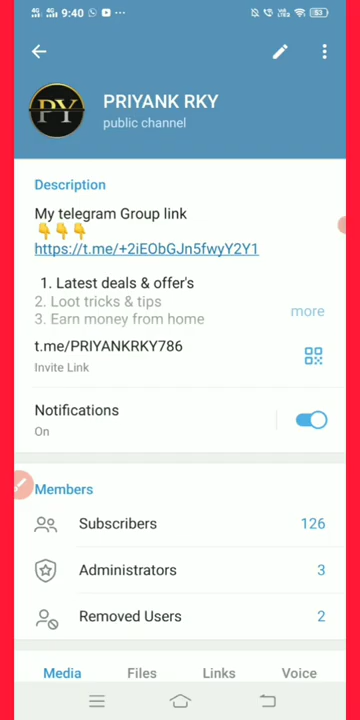 9:40
53
PY
PRIYANK RKY
public channel
Description
My telegram Group link
👇👇👇
https://t.me/+2iEObGJn5fwyY2Y1
1. Latest deals & offer's
2. Loot tricks & tips
3. Earn money from home
more
t.me/PRIYANKRKY786
Invite Link
Notifications
On
Members
Subscribers 126
Administrators 3
Removed Users 2
Media Files Links Voice